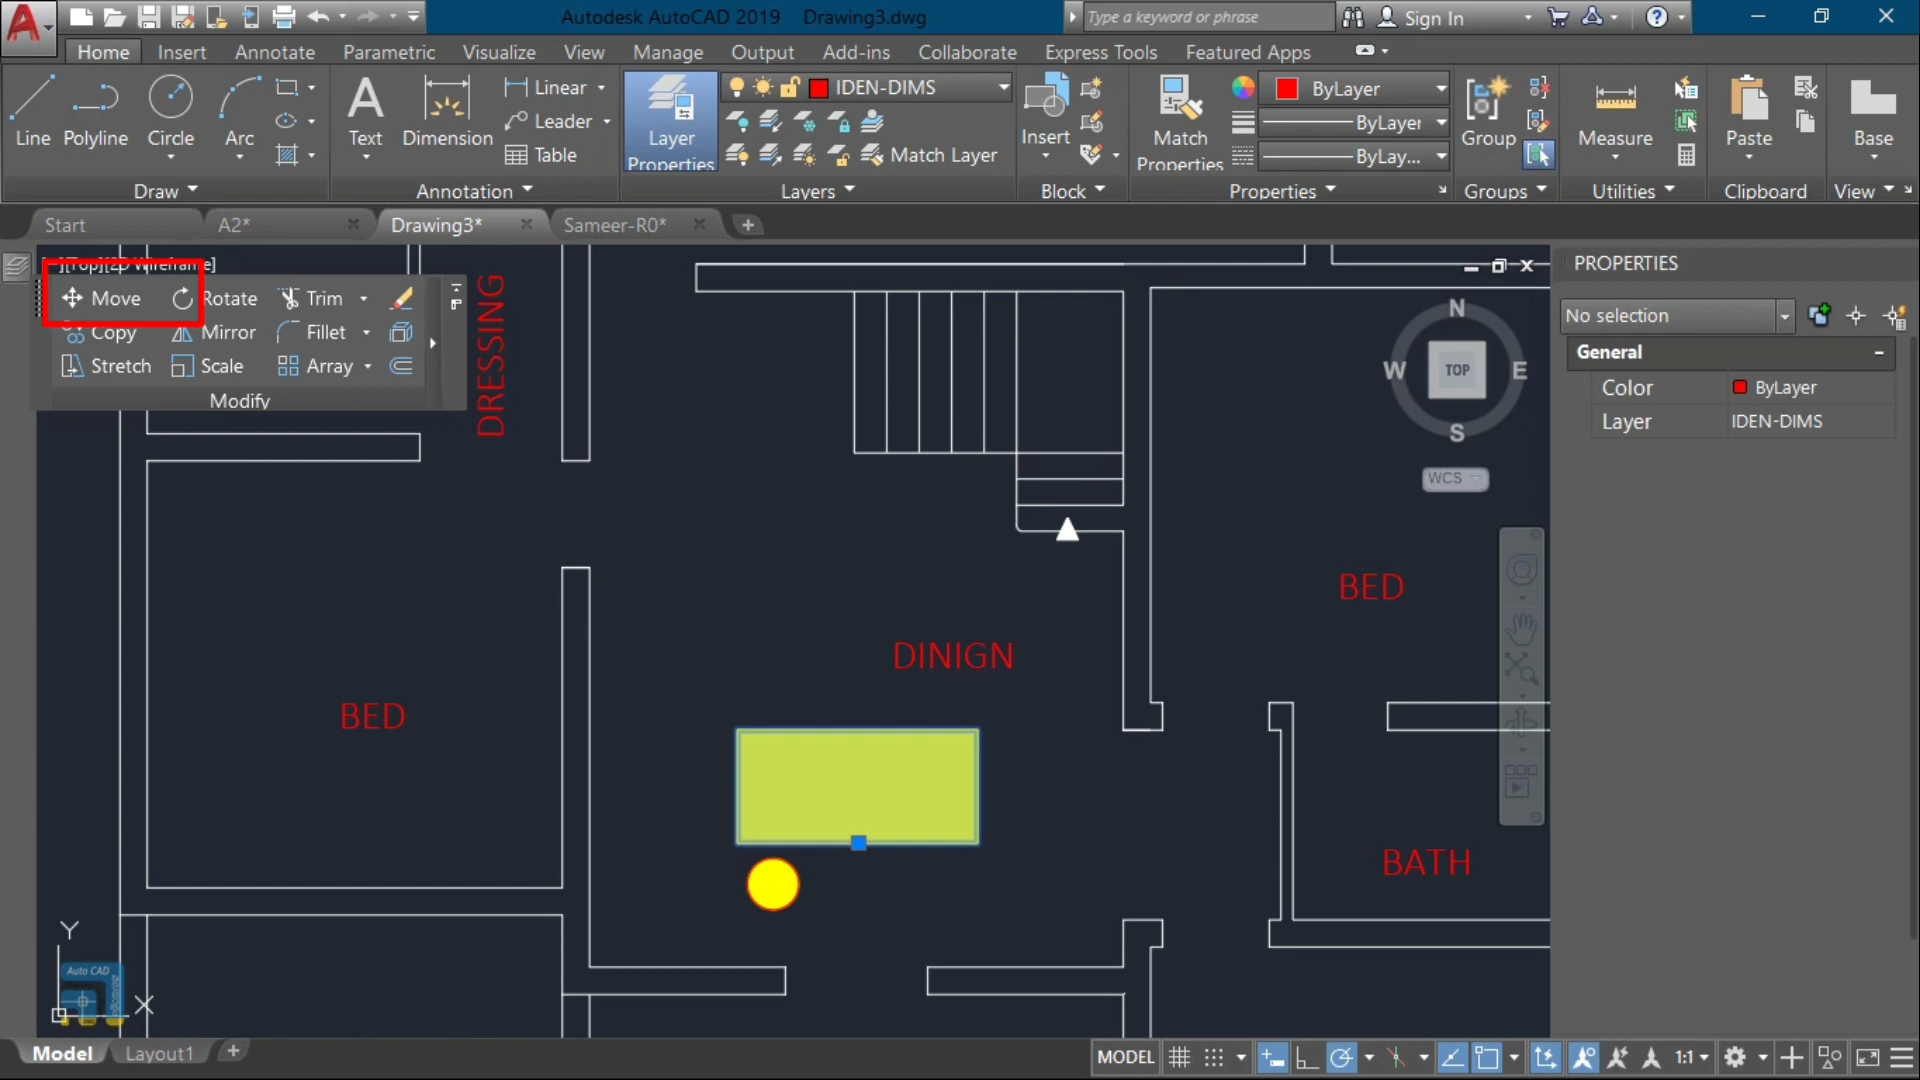 Autodesk AutoCAD 2019 Drawing3.dwg
Type a keyword or phrase
Sign In
Home Insert Annotate Parametric Visualize View Manage Output Add-ins Collaborate Express Tools Featured Apps
Line Polyline Circle Arc
Draw
Text Dimension
Linear
Leader
Table
Annotation
Layer
Properties
IDEN-DIMS
Match Layer
Layers
Insert
Block
Match
Properties
ByLayer
ByLayer
ByLay...
Properties
Group
Groups
Measure
Utilities
Paste
Clipboard
Base
View
Start A2* Drawing3* Sameer-R0*
Move Rotate Trim
Copy Mirror Fillet
Stretch Scale Array
Modify
DRESSING
N
W TOP E
S
WCS
BED
DINIGN
BED
BATH
Y
X
Auto CAD
PROPERTIES
No selection
General
Color ByLayer
Layer IDEN-DIMS
Model Layout1
MODEL 1:1